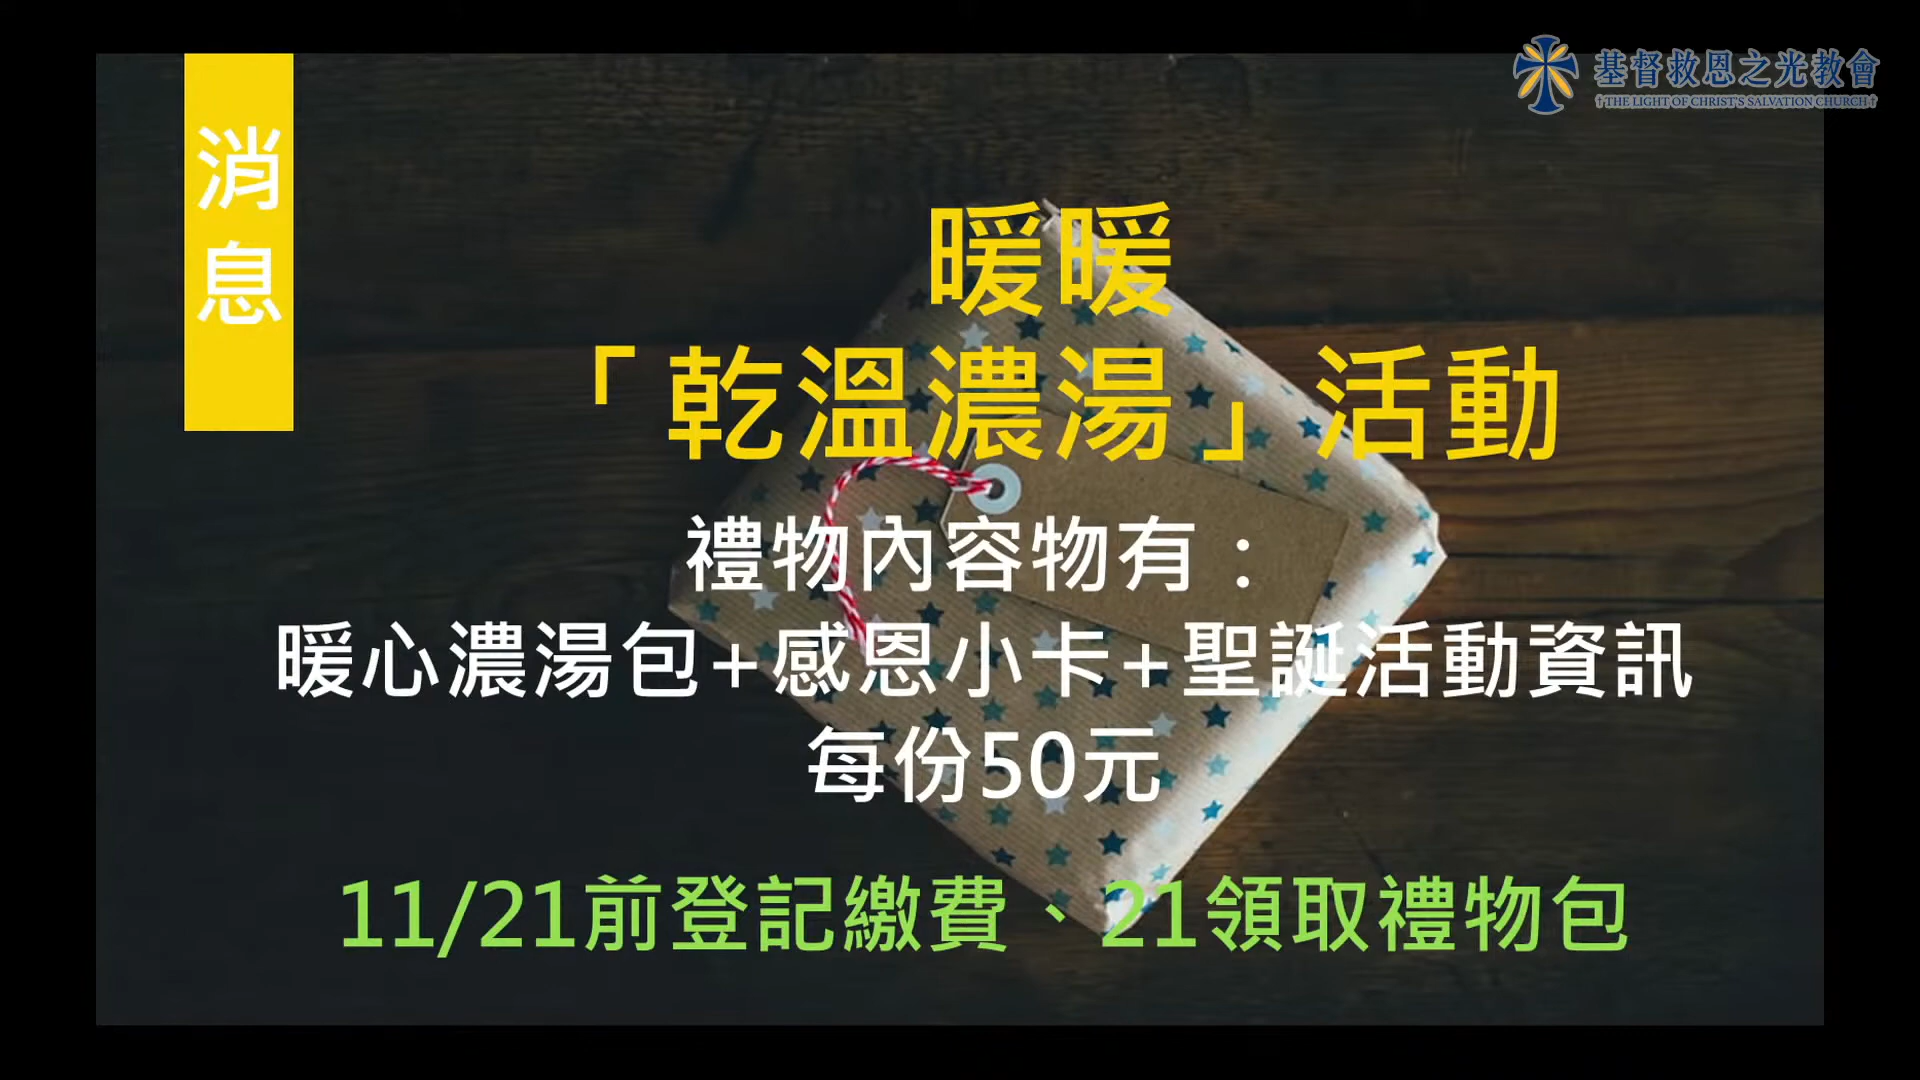 消息
基督救恩之光教會
†THE LIGHT OF CHRIST'S SALVATION CHURCH†
暖暖
「乾溫濃湯」活動
禮物內容物有：
暖心濃湯包+感恩小卡+聖誕活動資訊
每份50元
11/21前登記繳費、21領取禮物包